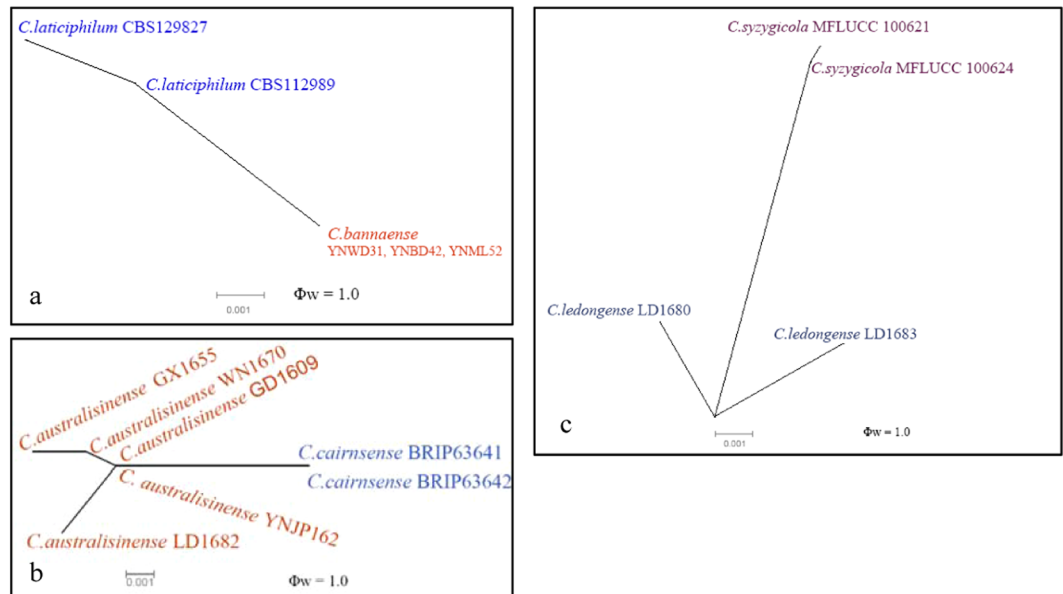 C.laticiphilum CBS129827
C.laticiphilum CBS112989
C.bannaense
YNWD31, YNBD42, YNML52
0.001
Φw = 1.0
a
C.australisinense GX1655
C.australisinense WN1670
C.australisinense GD1609
C.cairnsense BRIP63641
C.cairnsense BRIP63642
C. australisinense YNJP162
C.australisinense LD1682
0.001
Φw = 1.0
b
C.syzygicola MFLUCC 100621
C.syzygicola MFLUCC 100624
C.ledongense LD1680
C.ledongense LD1683
0.001
Φw = 1.0
c